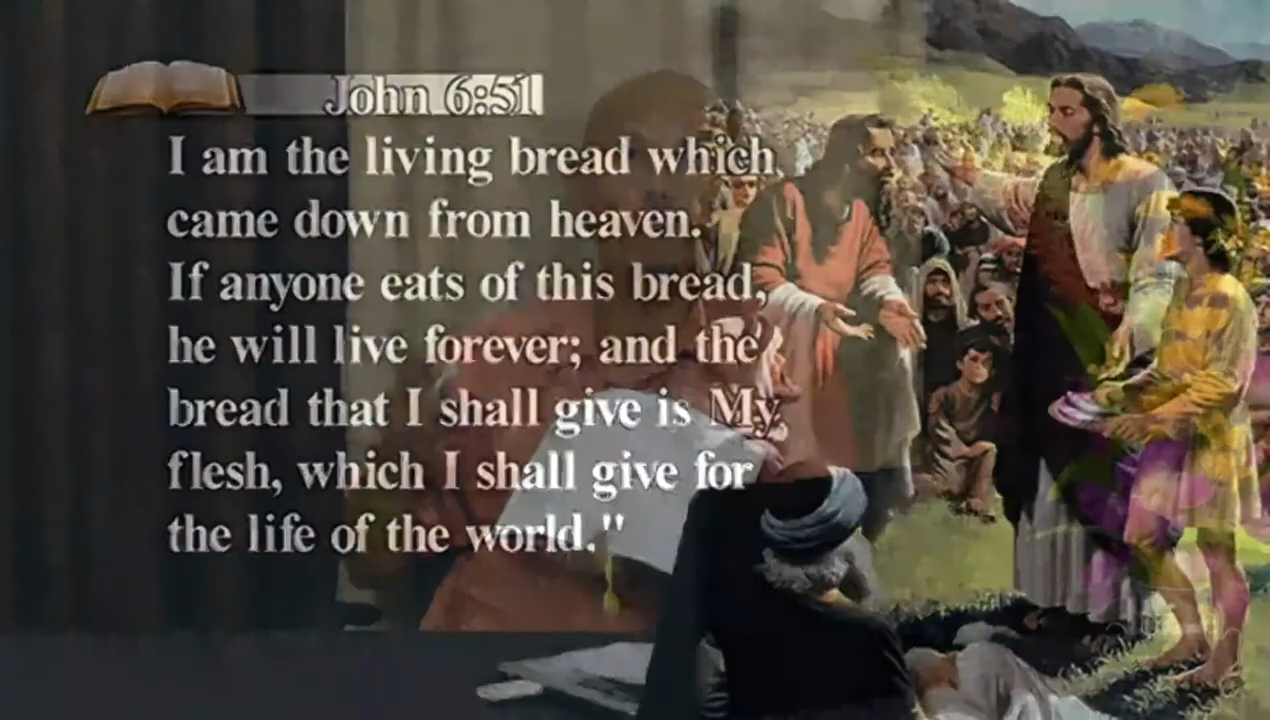 John 6:51
I am the living bread which
came down from heaven.
If anyone eats of this bread,
he will live forever; and the
bread that I shall give is My
flesh, which I shall give for
the life of the world."